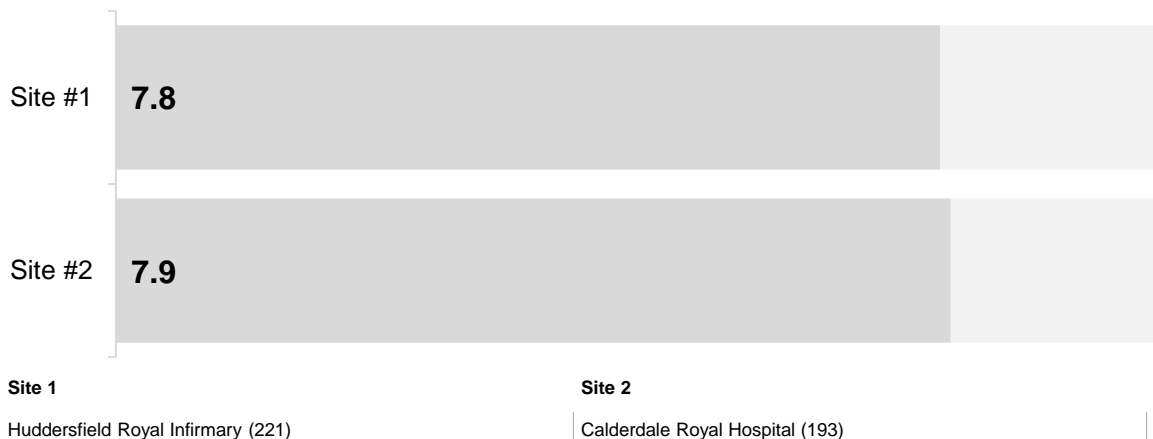 Site #1 7.8
Site #2 7.9
Site 1 Site 2
Huddersfield Royal Infirmary (221) Calderdale Royal Hospital (193)